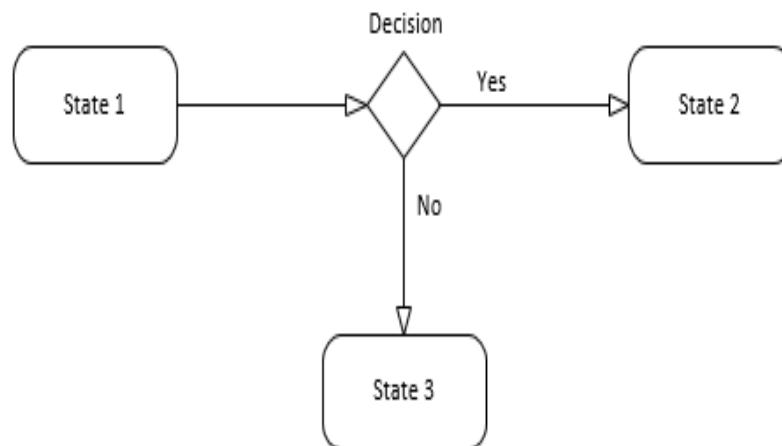 Decision
State 1
Yes
State 2
No
State 3